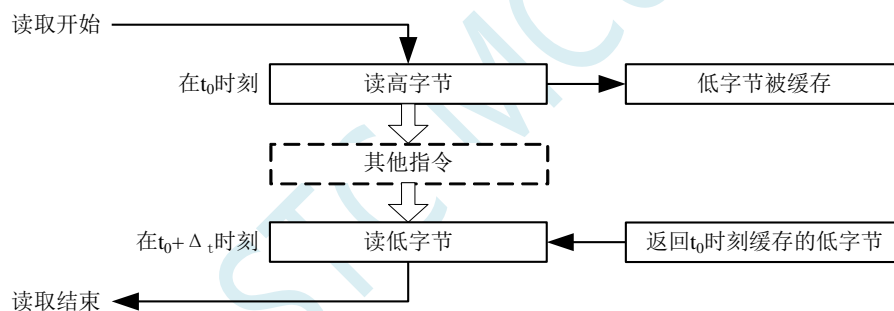 读取开始
在t₀时刻 读高字节 低字节被缓存
其他指令
在t₀+Δₜ时刻 读低字节 返回t₀时刻缓存的低字节
读取结束
STC MCU